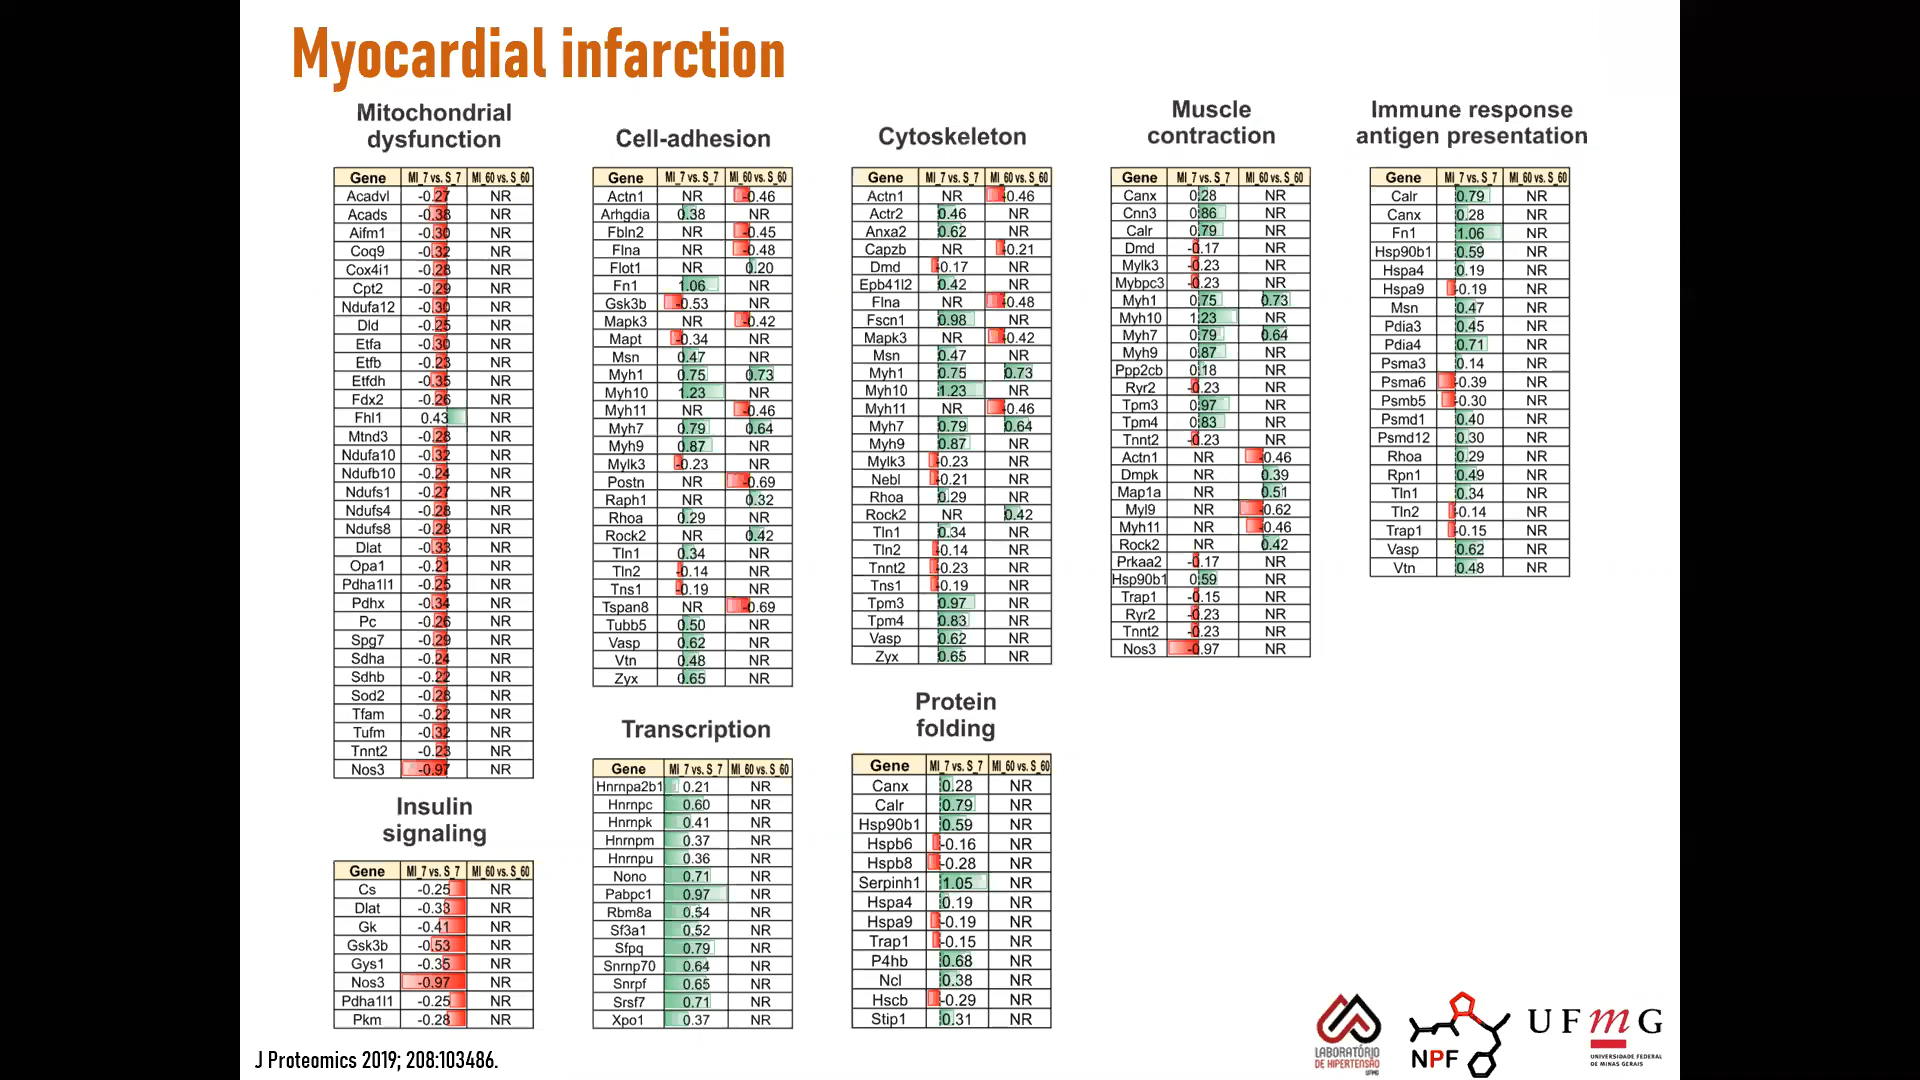 Myocardial infarction
Mitochondrial
dysfunction
Gene MI_7 vs. S_7 MI_60 vs. S_60
Acadvl -0.27 NR
Acads -0.38 NR
Aifm1 -0.30 NR
Coq9 -0.32 NR
Cox4i1 -0.28 NR
Cpt2 -0.29 NR
Ndufa12 -0.30 NR
Dld -0.25 NR
Etfa -0.30 NR
Etfb -0.23 NR
Etfdh -0.35 NR
Fdx2 -0.26 NR
Fhl1 0.43 NR
Mtnd3 -0.28 NR
Ndufa10 -0.32 NR
Ndufb10 -0.24 NR
Ndufs1 -0.27 NR
Ndufs4 -0.28 NR
Ndufs8 -0.28 NR
Dlat -0.33 NR
Opa1 -0.21 NR
Pdha1l1 -0.25 NR
Pdhx -0.34 NR
Pc -0.26 NR
Spg7 -0.29 NR
Sdha -0.24 NR
Sdhb -0.22 NR
Sod2 -0.28 NR
Tfam -0.22 NR
Tufm -0.32 NR
Tnnt2 -0.23 NR
Nos3 -0.97 NR
Insulin
signaling
Gene MI_7 vs. S_7 MI_60 vs. S_60
Cs -0.25 NR
Dlat -0.33 NR
Gk -0.41 NR
Gsk3b -0.53 NR
Gys1 -0.35 NR
Nos3 -0.97 NR
Pdha1l1 -0.25 NR
Pkm -0.28 NR
Cell-adhesion
Gene MI_7 vs. S_7 MI_60 vs. S_60
Actn1 NR -0.46
Arhgdia 0.38 NR
Fbln2 NR -0.45
Flna NR -0.48
Flot1 NR 0.20
Fn1 1.06 NR
Gsk3b -0.53 NR
Mapk3 NR -0.42
Mapt -0.34 NR
Msn 0.47 NR
Myh1 0.75 0.73
Myh10 1.23 NR
Myh11 NR -0.46
Myh7 0.79 0.64
Myh9 0.87 NR
Mylk3 -0.23 NR
Postn NR -0.69
Raph1 NR 0.32
Rhoa 0.29 NR
Rock2 NR 0.42
Tln1 0.34 NR
Tln2 -0.14 NR
Tns1 -0.19 NR
Tspan8 NR -0.69
Tubb5 0.50 NR
Vasp 0.62 NR
Vtn 0.48 NR
Zyx 0.65 NR
Transcription
Gene MI_7 vs. S_7 MI_60 vs. S_60
Hnrnpa2b1 0.21 NR
Hnrnpc 0.60 NR
Hnrnpk 0.41 NR
Hnrnpm 0.37 NR
Hnrnpu 0.36 NR
Nono 0.71 NR
Pabpc1 0.97 NR
Rbm8a 0.54 NR
Sf3a1 0.52 NR
Sfpq 0.79 NR
Snrnp70 0.64 NR
Snrpf 0.65 NR
Srsf7 0.71 NR
Xpo1 0.37 NR
Cytoskeleton
Gene MI_7 vs. S_7 MI_60 vs. S_60
Actn1 NR -0.46
Actr2 0.46 NR
Anxa2 0.62 NR
Capzb NR -0.21
Dmd -0.17 NR
Epb41l2 0.42 NR
Flna NR -0.48
Fscn1 0.98 NR
Mapk3 NR -0.42
Msn 0.47 NR
Myh1 0.75 0.73
Myh10 1.23 NR
Myh11 NR -0.46
Myh7 0.79 0.64
Myh9 0.87 NR
Mylk3 -0.23 NR
Nebl -0.21 NR
Rhoa 0.29 NR
Rock2 NR 0.42
Tln1 0.34 NR
Tln2 -0.14 NR
Tnnt2 -0.23 NR
Tns1 -0.19 NR
Tpm3 0.97 NR
Tpm4 0.83 NR
Vasp 0.62 NR
Zyx 0.65 NR
Protein
folding
Gene MI_7 vs. S_7 MI_60 vs. S_60
Canx 0.28 NR
Calr 0.79 NR
Hsp90b1 0.59 NR
Hspb6 -0.16 NR
Hspb8 -0.28 NR
Serpinh1 1.05 NR
Hspa4 0.19 NR
Hspa9 -0.19 NR
Trap1 -0.15 NR
P4hb 0.68 NR
Ncl 0.38 NR
Hscb -0.29 NR
Stip1 0.31 NR
Muscle
contraction
Gene MI_7 vs. S_7 MI_60 vs. S_60
Canx 0.28 NR
Cnn3 0.86 NR
Calr 0.79 NR
Dmd -0.17 NR
Mylk3 -0.23 NR
Mybpc3 -0.23 NR
Myh1 0.75 0.73
Myh10 1.23 NR
Myh7 0.79 0.64
Myh9 0.87 NR
Ppp2cb 0.18 NR
Ryr2 -0.23 NR
Tpm3 0.97 NR
Tpm4 0.83 NR
Tnnt2 -0.23 NR
Actn1 NR -0.46
Dmpk NR 0.39
Map1a NR 0.51
Myl9 NR -0.62
Myh11 NR -0.46
Rock2 NR 0.42
Prkaa2 -0.17 NR
Hsp90b1 0.59 NR
Trap1 -0.15 NR
Ryr2 -0.23 NR
Tnnt2 -0.23 NR
Nos3 -0.97 NR
Immune response
antigen presentation
Gene MI_7 vs. S_7 MI_60 vs. S_60
Calr 0.79 NR
Canx 0.28 NR
Fn1 1.06 NR
Hsp90b1 0.59 NR
Hspa4 0.19 NR
Hspa9 -0.19 NR
Msn 0.47 NR
Pdia3 0.45 NR
Pdia4 0.71 NR
Psma3 0.14 NR
Psma6 -0.39 NR
Psmb5 -0.30 NR
Psmd1 0.40 NR
Psmd12 0.30 NR
Rhoa 0.29 NR
Rpn1 0.49 NR
Tln1 0.34 NR
Tln2 -0.14 NR
Trap1 -0.15 NR
Vasp 0.62 NR
Vtn 0.48 NR
J Proteomics 2019; 208:103486.
LABORATÓRIO
DE HIPERTENSÃO
UFMG
NPF
UFmG
UNIVERSIDADE FEDERAL
DE MINAS GERAIS